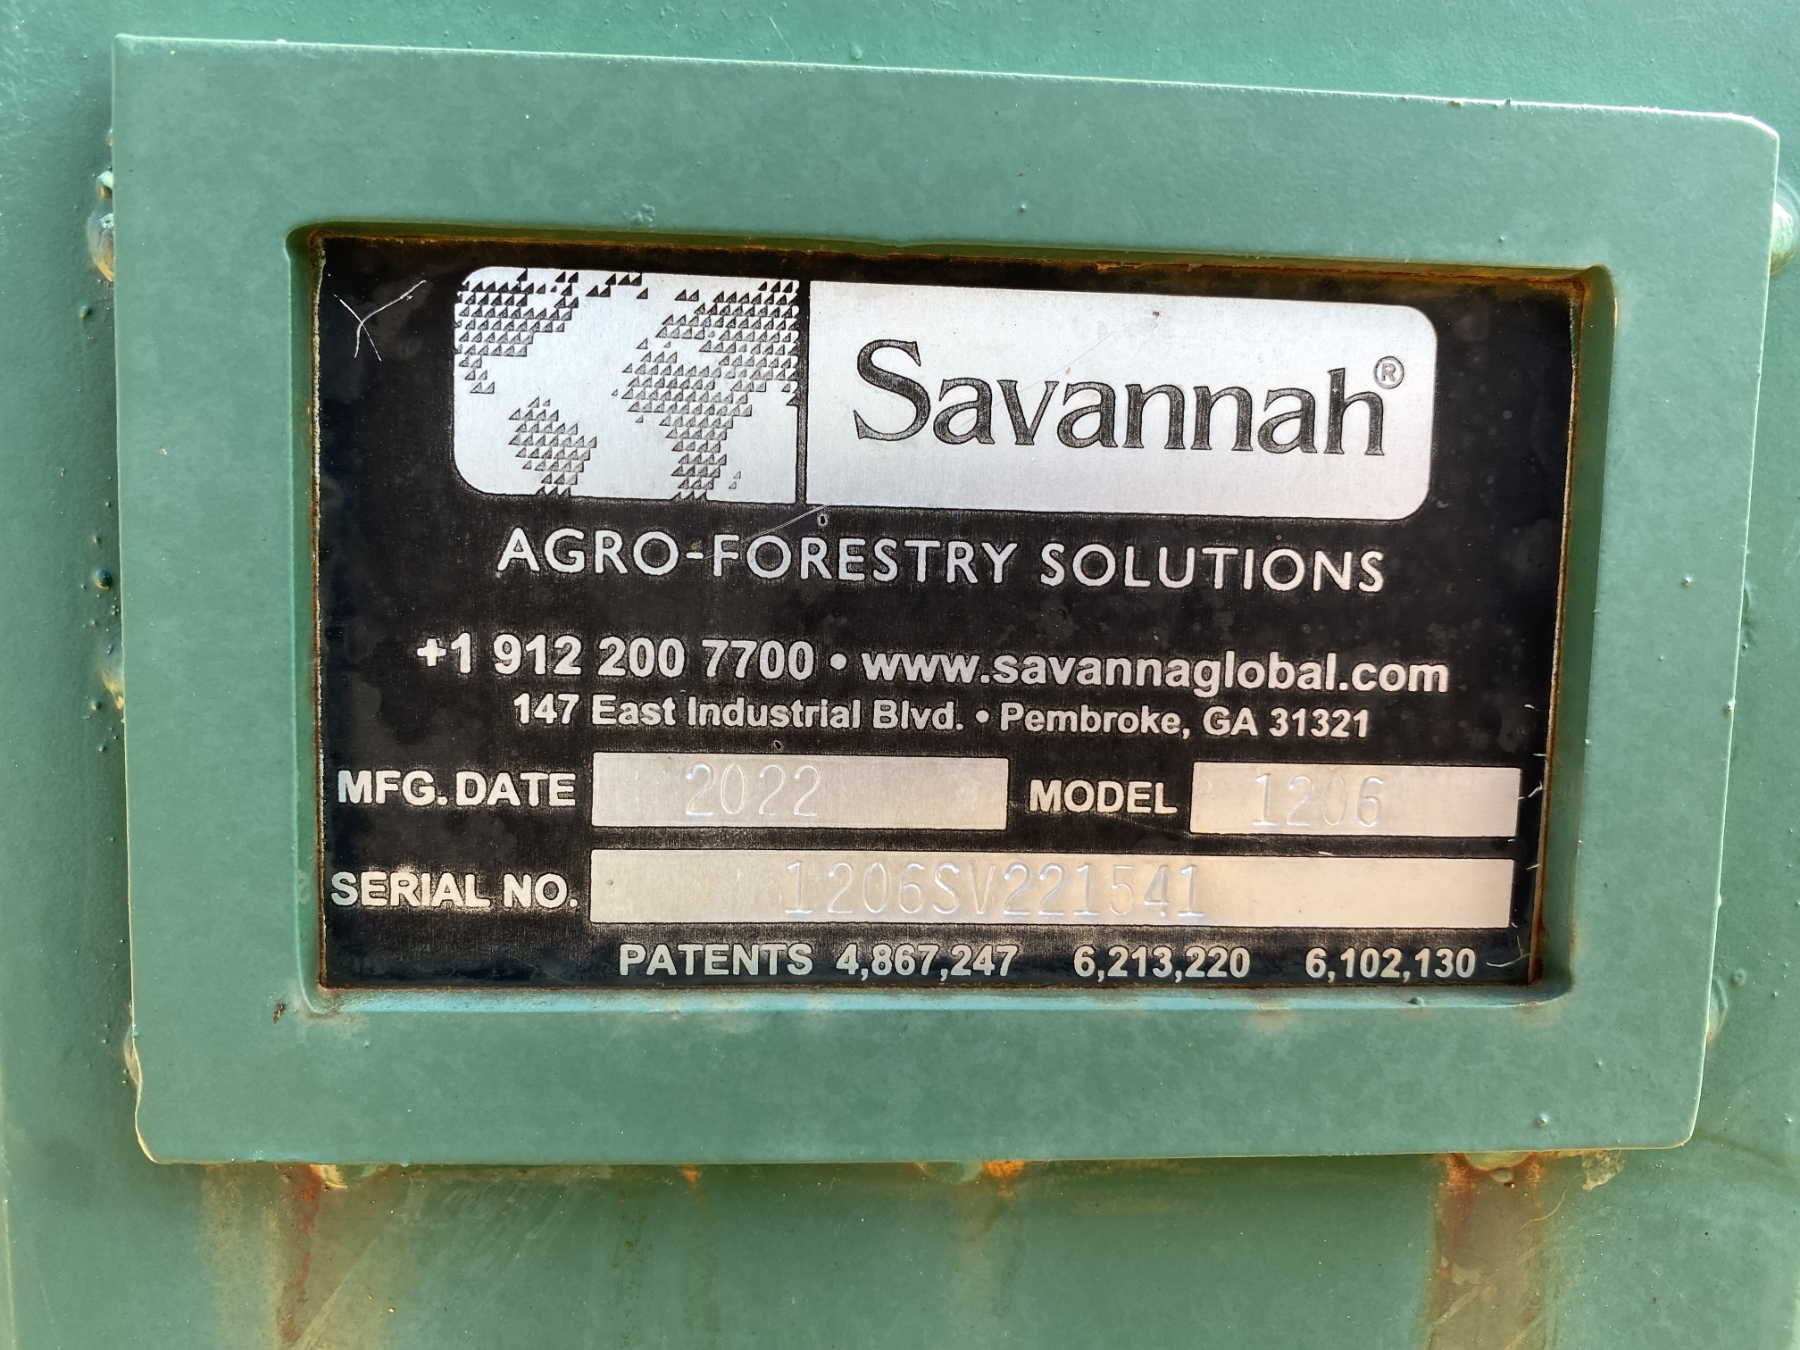 Savannah®
AGRO-FORESTRY SOLUTIONS
+1 912 200 7700 • www.savannaglobal.com
147 East Industrial Blvd. • Pembroke, GA 31321
MFG. DATE 2022 MODEL 1206
SERIAL NO. 1206SV221541
PATENTS 4,867,247 6,213,220 6,102,130